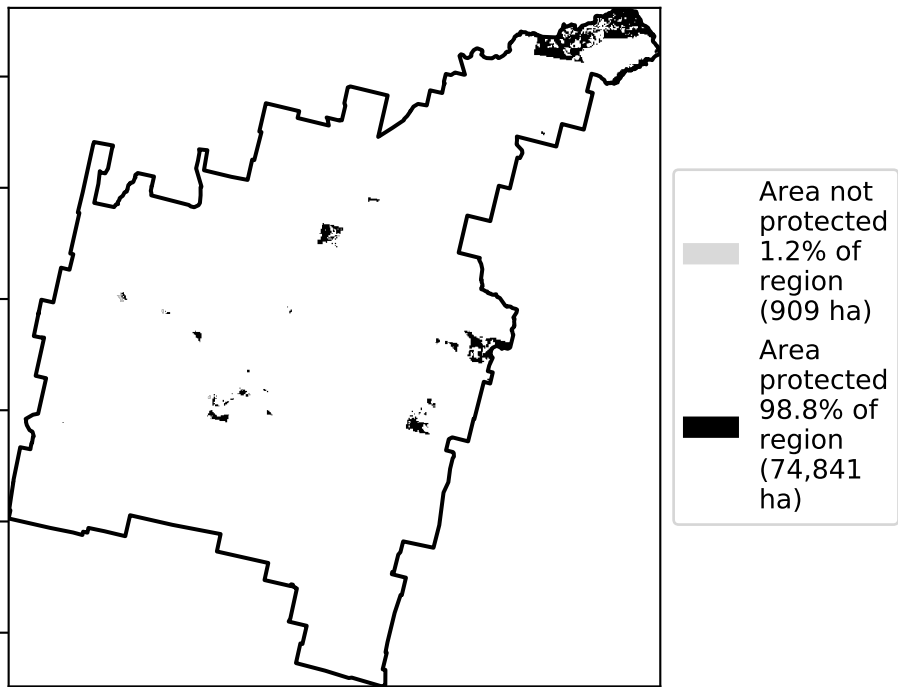 Area not
protected
1.2% of
region
(909 ha)
Area
protected
98.8% of
region
(74,841
ha)